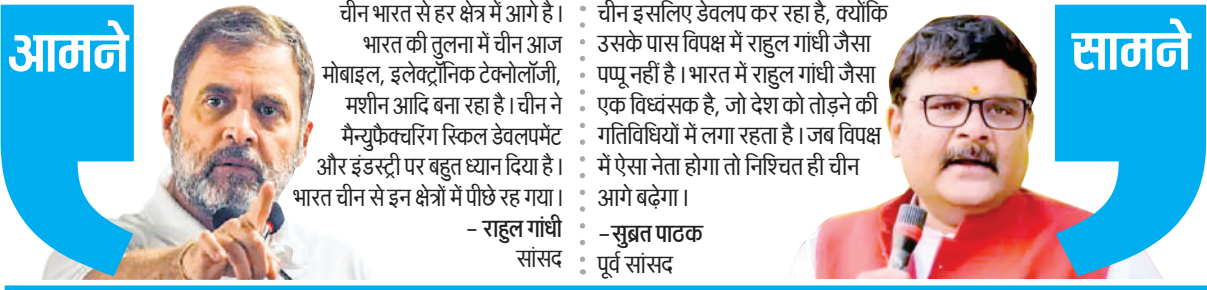 आमने
चीन भारत से हर क्षेत्र में आगे है।
भारत की तुलना में चीन आज
मोबाइल, इलेक्ट्रॉनिक टेक्नोलॉजी,
मशीन आदि बना रहा है। चीन ने
मैन्युफैक्चरिंग स्किल डेवलपमेंट
और इंडस्ट्री पर बहुत ध्यान दिया है।
भारत चीन से इन क्षेत्रों में पीछे रह गया।
– राहुल गांधी
सांसद
चीन इसलिए डेवलप कर रहा है, क्योंकि
उसके पास विपक्ष में राहुल गांधी जैसा
पप्पू नहीं है। भारत में राहुल गांधी जैसा
एक विध्वंसक है, जो देश को तोड़ने की
गतिविधियों में लगा रहता है। जब विपक्ष
में ऐसा नेता होगा तो निश्चित ही चीन
आगे बढ़ेगा।
–सुब्रत पाठक
पूर्व सांसद
सामने